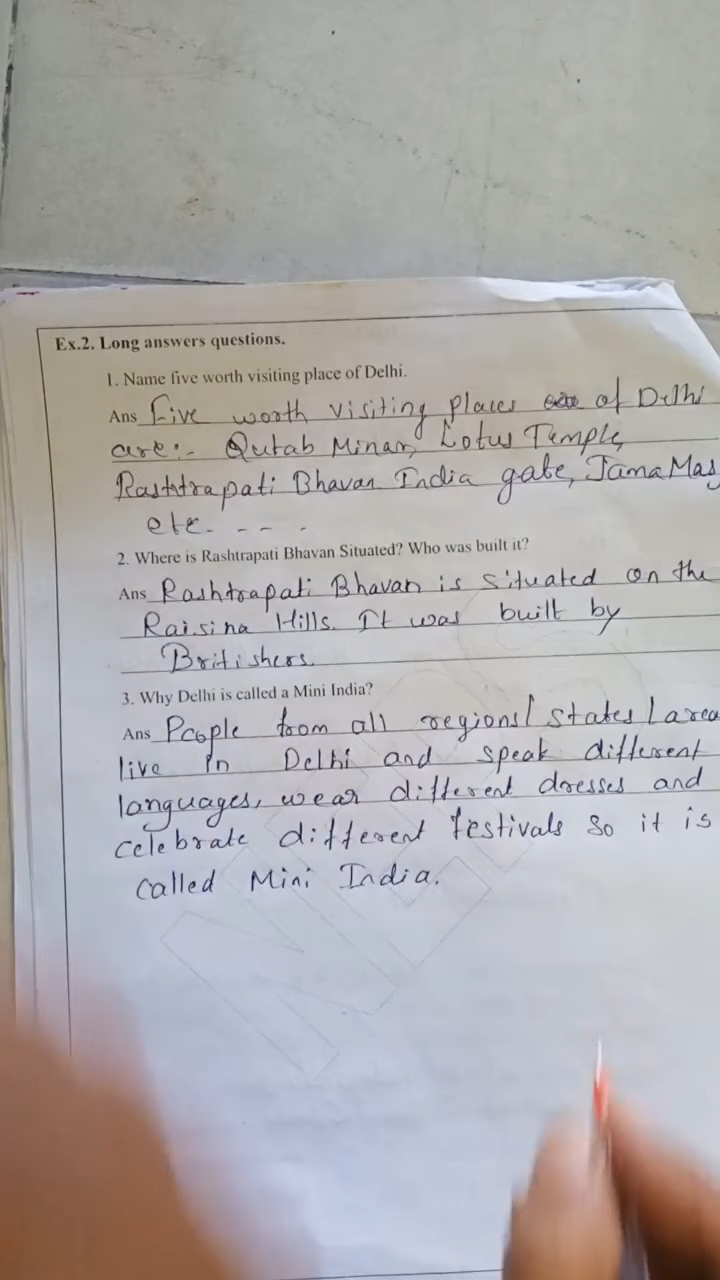 Ex.2. Long answers questions.
1. Name five worth visiting place of Delhi.
Ans Five worth visiting places of Delhi
are:- Qutab Minar, Lotus Temple,
Rashtrapati Bhavan India gate, Jama Mas
etc. - - -
2. Where is Rashtrapati Bhavan Situated? Who was built it?
Ans Rashtrapati Bhavan is situated on the
Raisina Hills. It was built by
Britishers.
3. Why Delhi is called a Mini India?
Ans People from all regions/ states/area
live in Delhi and speak different
languages, wear different dresses and
celebrate different festivals so it is
called Mini India.